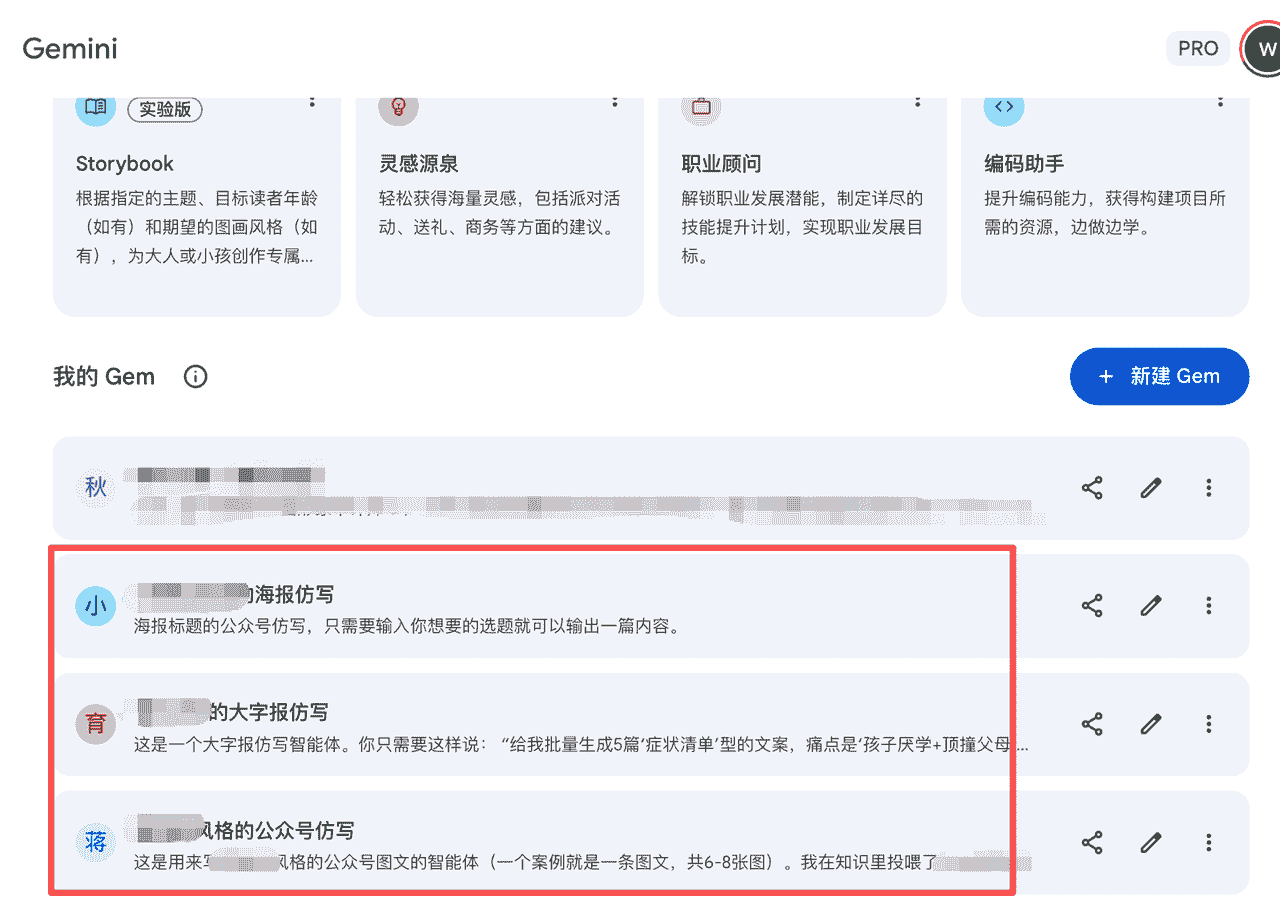 Gemini
PRO
W
实验版
Storybook
根据指定的主题、目标读者年龄
（如有）和期望的图画风格（如
有），为大人或小孩创作专属...
灵感源泉
轻松获得海量灵感，包括派对活
动、送礼、商务等方面的建议。
职业顾问
解锁职业发展潜能，制定详尽的
技能提升计划，实现职业发展目
标。
编码助手
提升编码能力，获得构建项目所
需的资源，边做边学。
我的 Gem
+ 新建 Gem
秋
小
海报仿写
海报标题的公众号仿写，只需要输入你想要的选题就可以输出一篇内容。
育
的大字报仿写
这是一个大字报仿写智能体。你只需要这样说：“给我批量生成5篇‘症状清单’型的文案，痛点是‘孩子厌学+顶撞父母...
蒋
风格的公众号仿写
这是用来写风格的公众号图文的智能体（一个案例就是一条图文，共6-8张图）。我在知识里投喂了